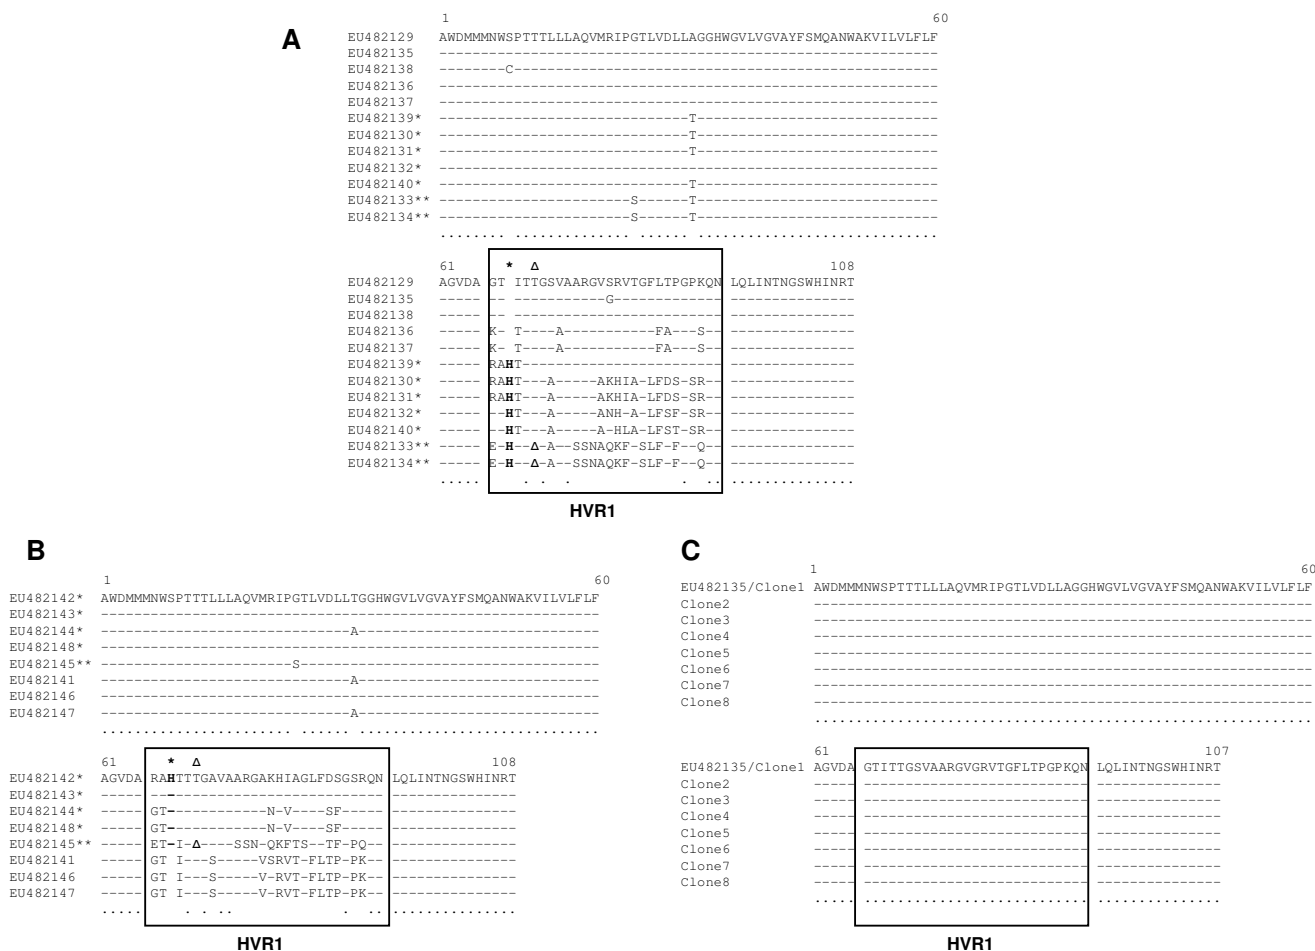 A
1 60
EU482129 AWDMMMNWSPTTTLLLAQVMRIPGTLVDLLAGGHWGVLVGVAYFSMQANWAKVILVLFLF
EU482135 ------------------------------------------------------------
EU482138 --------C---------------------------------------------------
EU482136 ------------------------------------------------------------
EU482137 ------------------------------------------------------------
EU482139* ------------------------------T-----------------------------
EU482130* ------------------------------T-----------------------------
EU482131* ------------------------------T-----------------------------
EU482132* ------------------------------------------------------------
EU482140* ------------------------------T-----------------------------
EU482133** -----------------------S------T-----------------------------
EU482134** -----------------------S------T-----------------------------
....................... ...... .............................
* Δ
61 108
EU482129 AGVDA GT ITTGSVAARGVSRVTGFLTPGPKQN LQLINTNGSWHINRT
EU482135 ----- -- -----------G------------- ---------------
EU482138 ----- -- ------------------------- ---------------
EU482136 ----- K- T----A-----------FA---S-- ---------------
EU482137 ----- K- T----A-----------FA---S-- ---------------
EU482139* ----- RAHT------------------------ ---------------
EU482130* ----- RAHT---A-----AKHIA-LFDS-SR-- ---------------
EU482131* ----- RAHT---A-----AKHIA-LFDS-SR-- ---------------
EU482132* ----- --HT---A-----ANH-A-LFSF-SR-- ---------------
EU482140* ----- --HT---A-----A-HLA-LFST-SR-- ---------------
EU482133** ----- E-H--Δ-A--SSNAQKF-SLF-F--Q-- ---------------
EU482134** ----- E-H--Δ-A--SSNAQKF-SLF-F--Q-- ---------------
..... . . . . .. ...............
HVR1
B
1 60
EU482142* AWDMMMNWSPTTTLLLAQVMRIPGTLVDLLTGGHWGVLVGVAYFSMQANWAKVILVLFLF
EU482143* ------------------------------------------------------------
EU482144* ------------------------------A-----------------------------
EU482148* ------------------------------------------------------------
EU482145** -----------------------S------------------------------------
EU482141 ------------------------------A-----------------------------
EU482146 ------------------------------------------------------------
EU482147 ------------------------------A-----------------------------
....................... ...... .............................
* Δ
61 108
EU482142* AGVDA RAHTTTGAVAARGAKHIAGLFDSGSRQN LQLINTNGSWHINRT
EU482143* ----- ---------------------------- ---------------
EU482144* ----- GT------------N-V----SF------ ---------------
EU482148* ----- GT------------N-V----SF------ ---------------
EU482145** ----- ET-I-Δ----SSN-QKFTS--TF-PQ-- ---------------
EU482141 ----- GT I---S-----VSRVT-FLTP-PK-- ---------------
EU482146 ----- GT I---S-----V-RVT-FLTP-PK-- ---------------
EU482147 ----- GT I---S-----V-RVT-FLTP-PK-- ---------------
..... . . .. . .. ...............
HVR1
C
1 60
EU482135/Clone1 AWDMMMNWSPTTTLLLAQVMRIPGTLVDLLAGGHWGVLVGVAYFSMQANWAKVILVLFLF
Clone2 ------------------------------------------------------------
Clone3 ------------------------------------------------------------
Clone4 ------------------------------------------------------------
Clone5 ------------------------------------------------------------
Clone6 ------------------------------------------------------------
Clone7 ------------------------------------------------------------
Clone8 ------------------------------------------------------------
............................................................
61 107
EU482135/Clone1 AGVDA GTITTGSVAARGVGRVTGFLTPGPKQN LQLINTNGSWHINRT
Clone2 ----- --------------------------- ---------------
Clone3 ----- --------------------------- ---------------
Clone4 ----- --------------------------- ---------------
Clone5 ----- --------------------------- ---------------
Clone6 ----- --------------------------- ---------------
Clone7 ----- --------------------------- ---------------
Clone8 ----- --------------------------- ---------------
..... ........................... ...............
HVR1